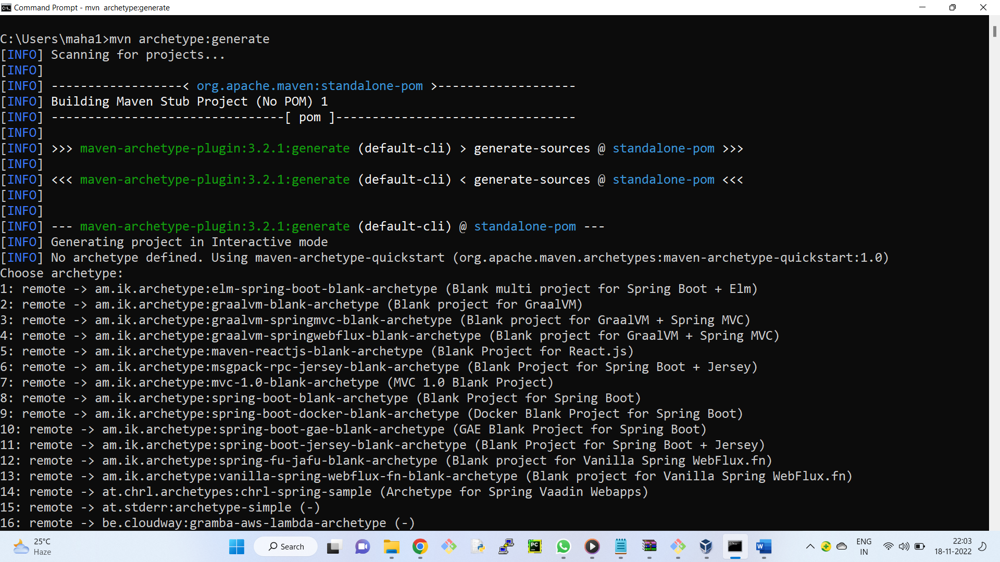 Command Prompt - mvn  archetype:generate
C:\Users\maha1>mvn archetype:generate
[INFO] Scanning for projects...
[INFO]
[INFO] ------------------< org.apache.maven:standalone-pom >-------------------
[INFO] Building Maven Stub Project (No POM) 1
[INFO] --------------------------------[ pom ]---------------------------------
[INFO]
[INFO] >>> maven-archetype-plugin:3.2.1:generate (default-cli) > generate-sources @ standalone-pom >>>
[INFO]
[INFO] <<< maven-archetype-plugin:3.2.1:generate (default-cli) < generate-sources @ standalone-pom <<<
[INFO]
[INFO]
[INFO] --- maven-archetype-plugin:3.2.1:generate (default-cli) @ standalone-pom ---
[INFO] Generating project in Interactive mode
[INFO] No archetype defined. Using maven-archetype-quickstart (org.apache.maven.archetypes:maven-archetype-quickstart:1.0)
Choose archetype:
1: remote -> am.ik.archetype:elm-spring-boot-blank-archetype (Blank multi project for Spring Boot + Elm)
2: remote -> am.ik.archetype:graalvm-blank-archetype (Blank project for GraalVM)
3: remote -> am.ik.archetype:graalvm-springmvc-blank-archetype (Blank project for GraalVM + Spring MVC)
4: remote -> am.ik.archetype:graalvm-springwebflux-blank-archetype (Blank project for GraalVM + Spring MVC)
5: remote -> am.ik.archetype:maven-reactjs-blank-archetype (Blank Project for React.js)
6: remote -> am.ik.archetype:msgpack-rpc-jersey-blank-archetype (Blank Project for Spring Boot + Jersey)
7: remote -> am.ik.archetype:mvc-1.0-blank-archetype (MVC 1.0 Blank Project)
8: remote -> am.ik.archetype:spring-boot-blank-archetype (Blank Project for Spring Boot)
9: remote -> am.ik.archetype:spring-boot-docker-blank-archetype (Docker Blank Project for Spring Boot)
10: remote -> am.ik.archetype:spring-boot-gae-blank-archetype (GAE Blank Project for Spring Boot)
11: remote -> am.ik.archetype:spring-boot-jersey-blank-archetype (Blank Project for Spring Boot + Jersey)
12: remote -> am.ik.archetype:spring-fu-jafu-blank-archetype (Blank project for Vanilla Spring WebFlux.fn)
13: remote -> am.ik.archetype:vanilla-spring-webflux-fn-blank-archetype (Blank project for Vanilla Spring WebFlux.fn)
14: remote -> at.chrl.archetypes:chrl-spring-sample (Archetype for Spring Vaadin Webapps)
15: remote -> at.stderr:archetype-simple (-)
16: remote -> be.cloudway:gramba-aws-lambda-archetype (-)
25°C
Haze
Search
PC
W
ENG
IN
22:03
18-11-2022